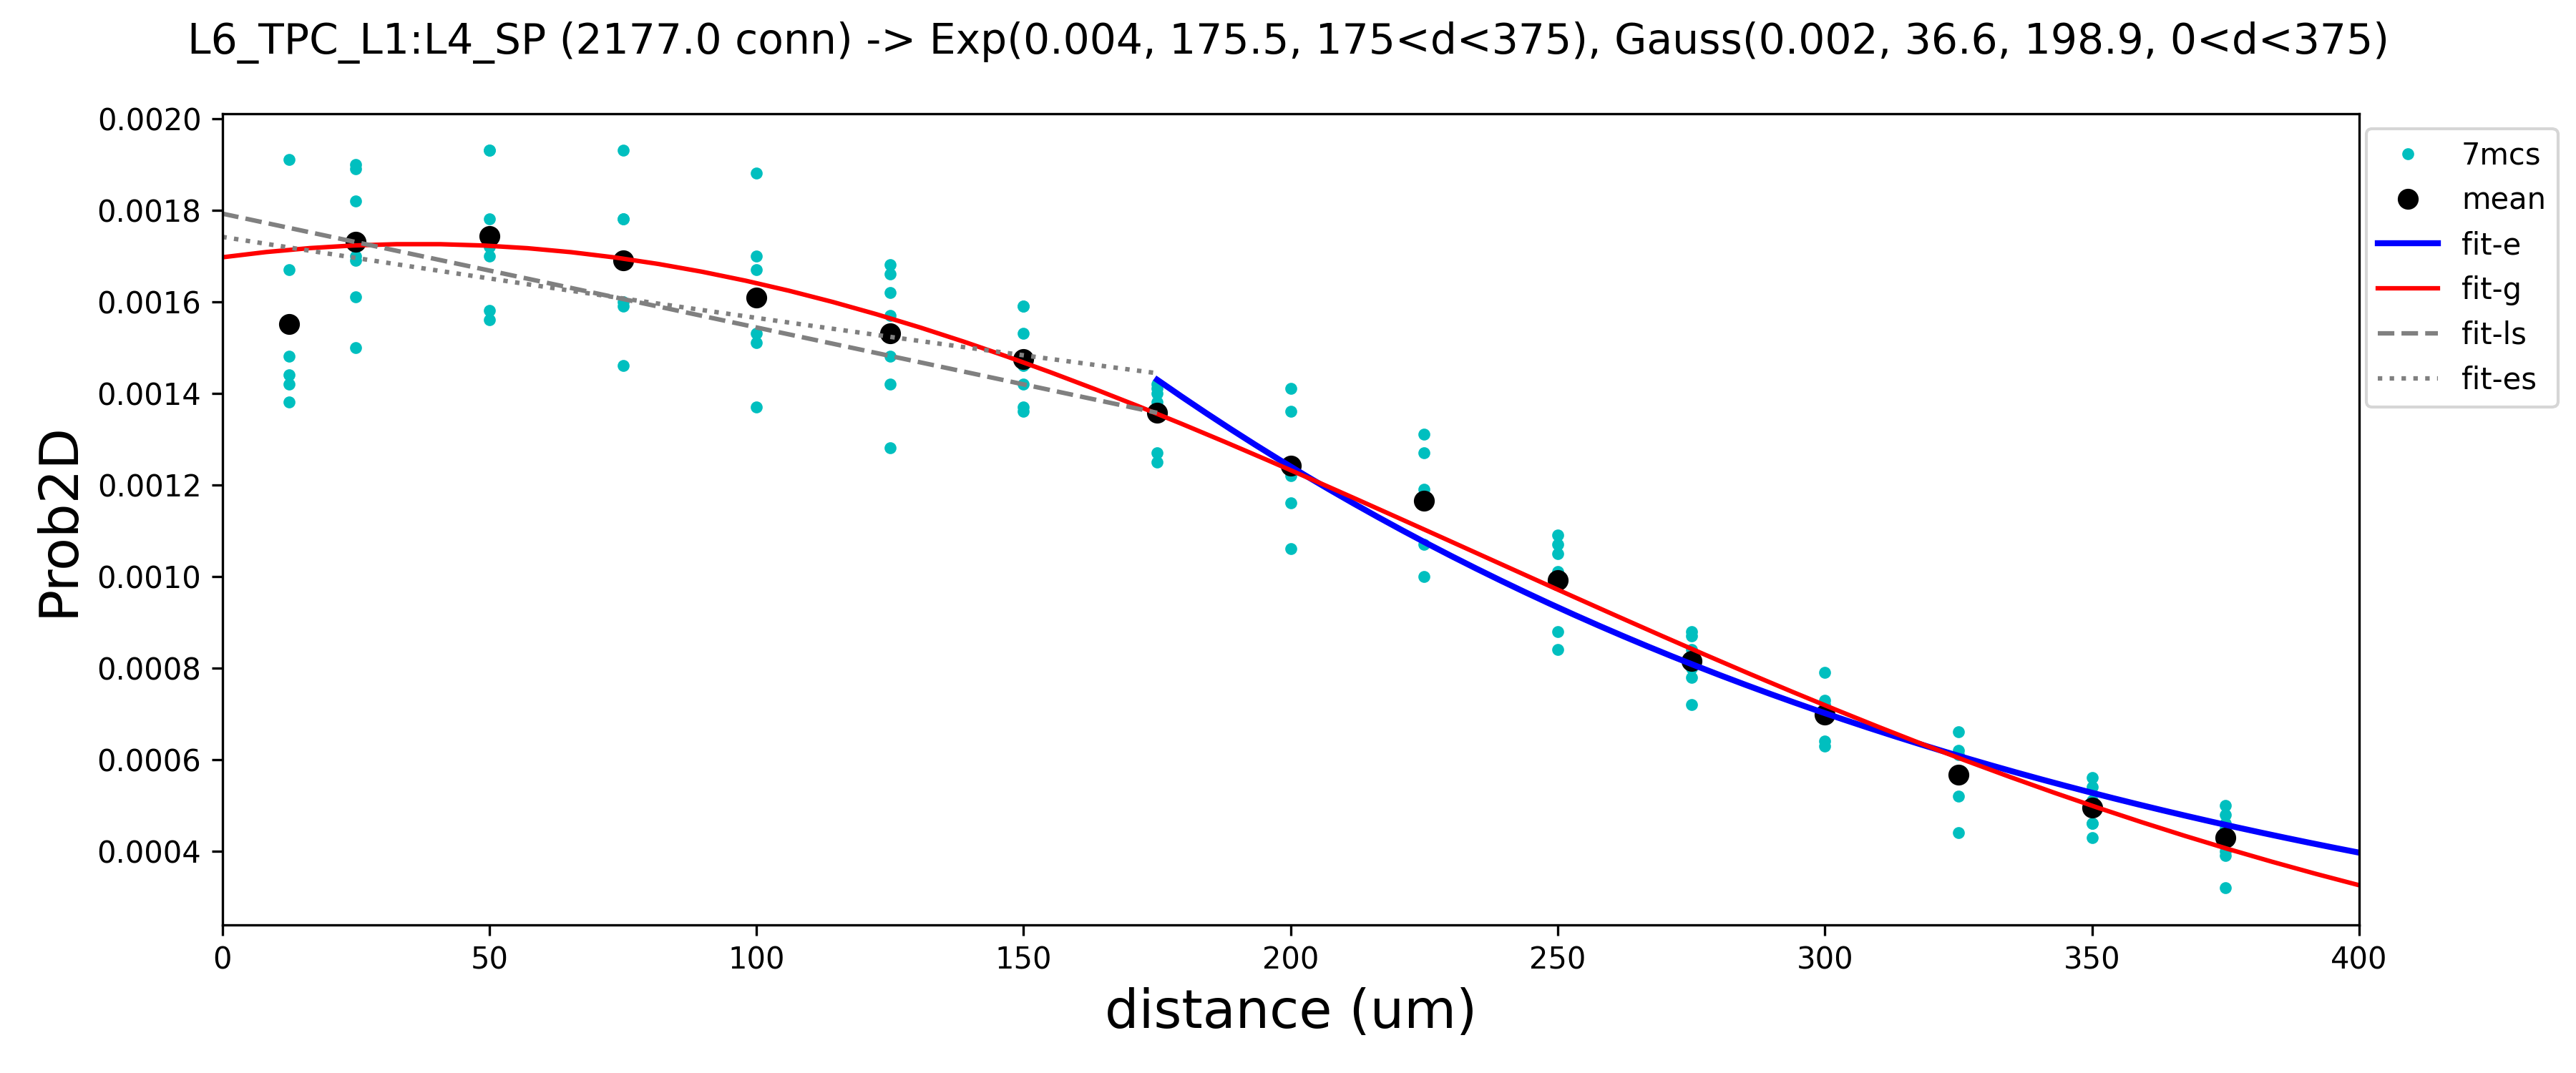 L6_TPC_L1:L4_SP (2177.0 conn) -> Exp(0.004, 175.5, 175<d<375), Gauss(0.002, 36.6, 198.9, 0<d<375)
0.0020
0.0018
0.0016
0.0014
0.0012
0.0010
0.0008
0.0006
0.0004
Prob2D
0 50 100 150 200 250 300 350 400
distance (um)
7mcs
mean
fit-e
fit-g
fit-ls
fit-es